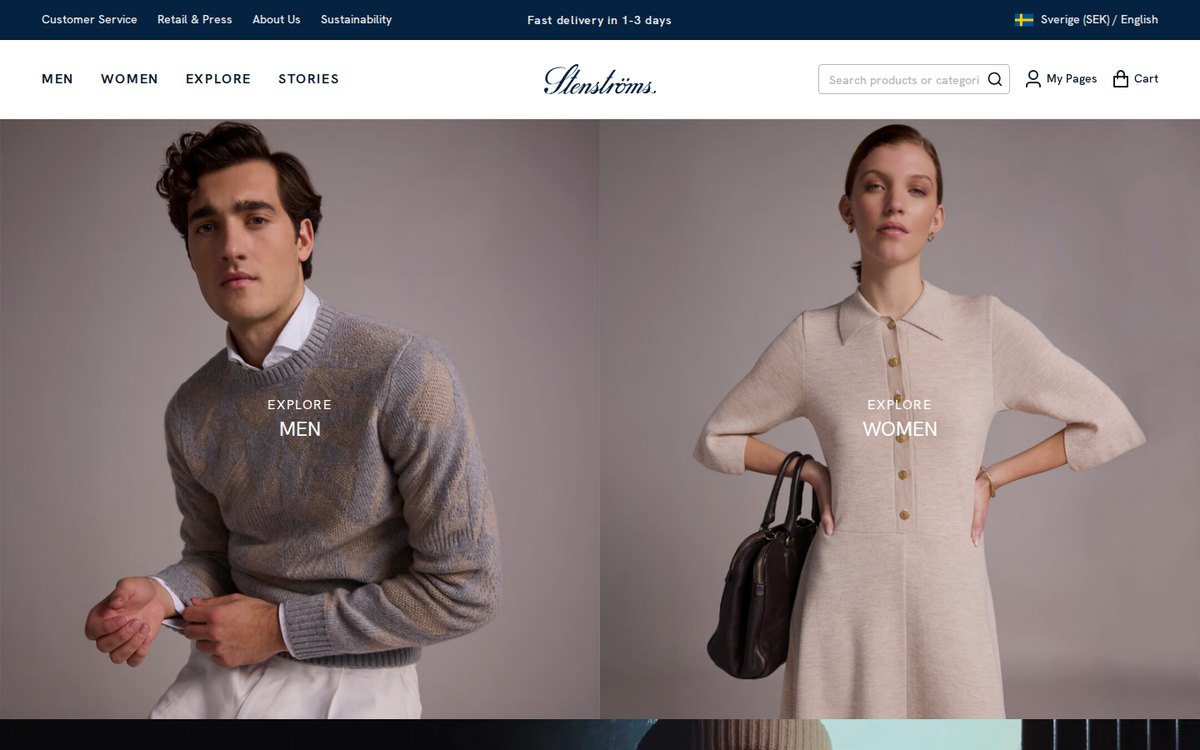 Customer Service Retail & Press About Us Sustainability
Fast delivery in 1-3 days
Sverige (SEK) / English
MEN WOMEN EXPLORE STORIES
Stenströms.
Search products or categori
My Pages
Cart
EXPLORE
MEN
EXPLORE
WOMEN